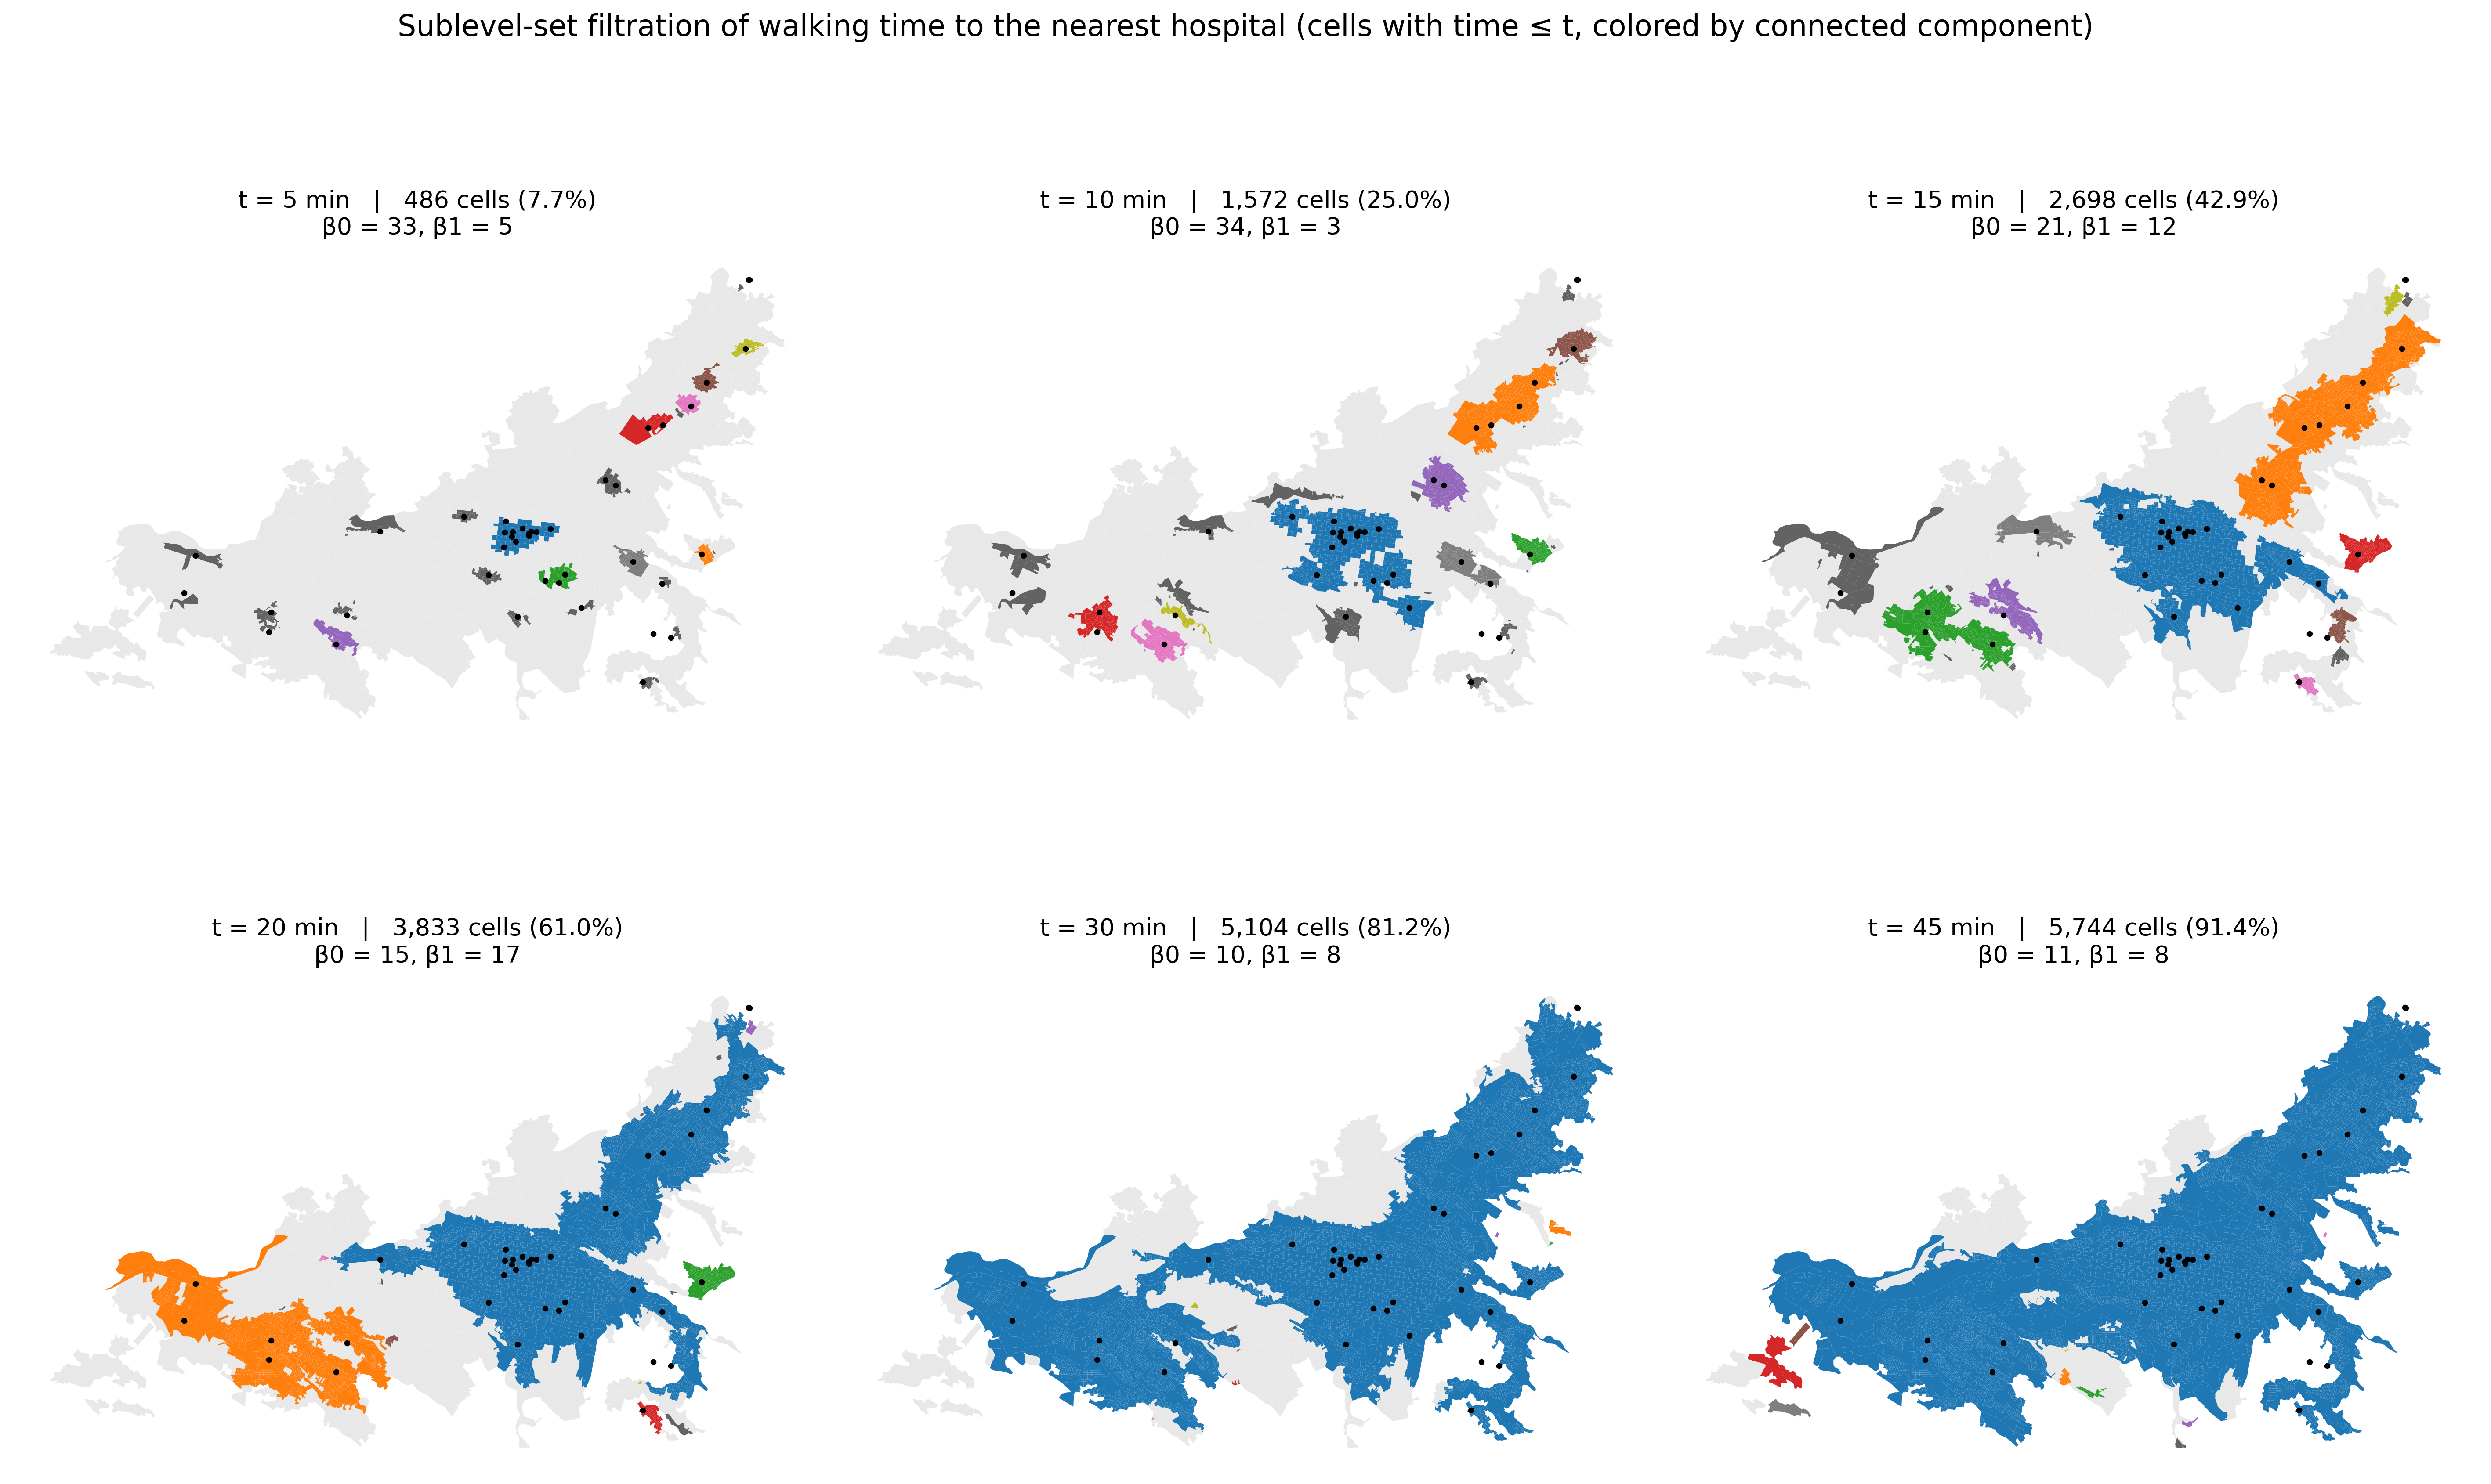 Sublevel-set filtration of walking time to the nearest hospital (cells with time ≤ t, colored by connected component)
t = 5 min | 486 cells (7.7%)
β0 = 33, β1 = 5
t = 10 min | 1,572 cells (25.0%)
β0 = 34, β1 = 3
t = 15 min | 2,698 cells (42.9%)
β0 = 21, β1 = 12
t = 20 min | 3,833 cells (61.0%)
β0 = 15, β1 = 17
t = 30 min | 5,104 cells (81.2%)
β0 = 10, β1 = 8
t = 45 min | 5,744 cells (91.4%)
β0 = 11, β1 = 8